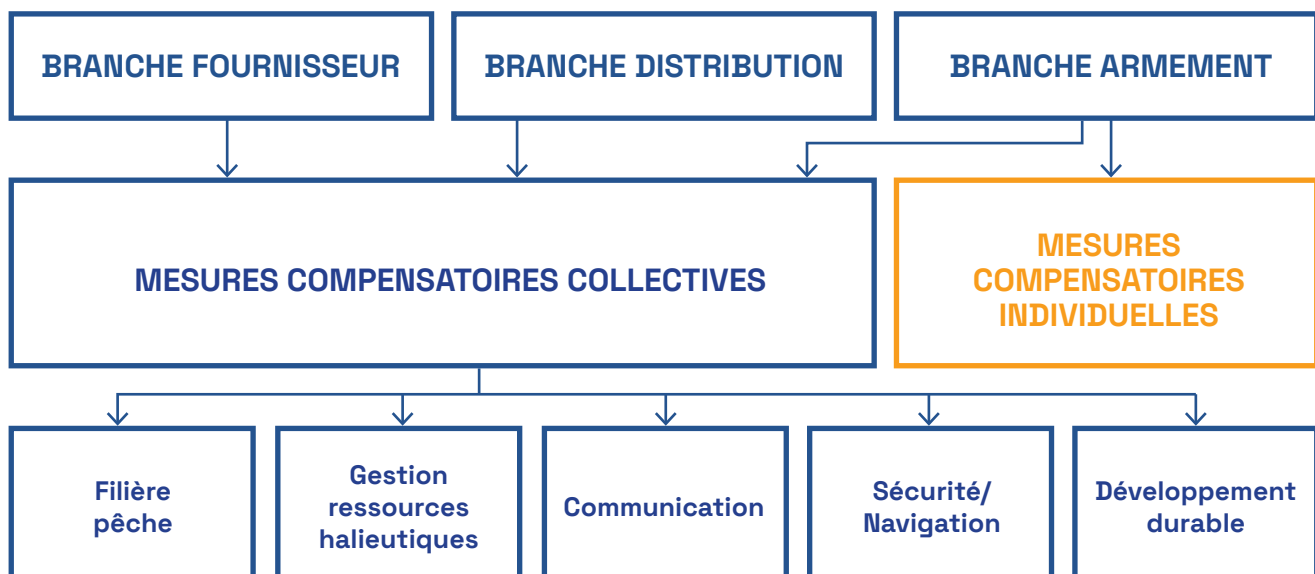 BRANCHE FOURNISSEUR
BRANCHE DISTRIBUTION
BRANCHE ARMEMENT
MESURES COMPENSATOIRES COLLECTIVES
MESURES
COMPENSATOIRES
INDIVIDUELLES
Filière
pêche
Gestion
ressources
halieutiques
Communication
Sécurité/
Navigation
Développement
durable